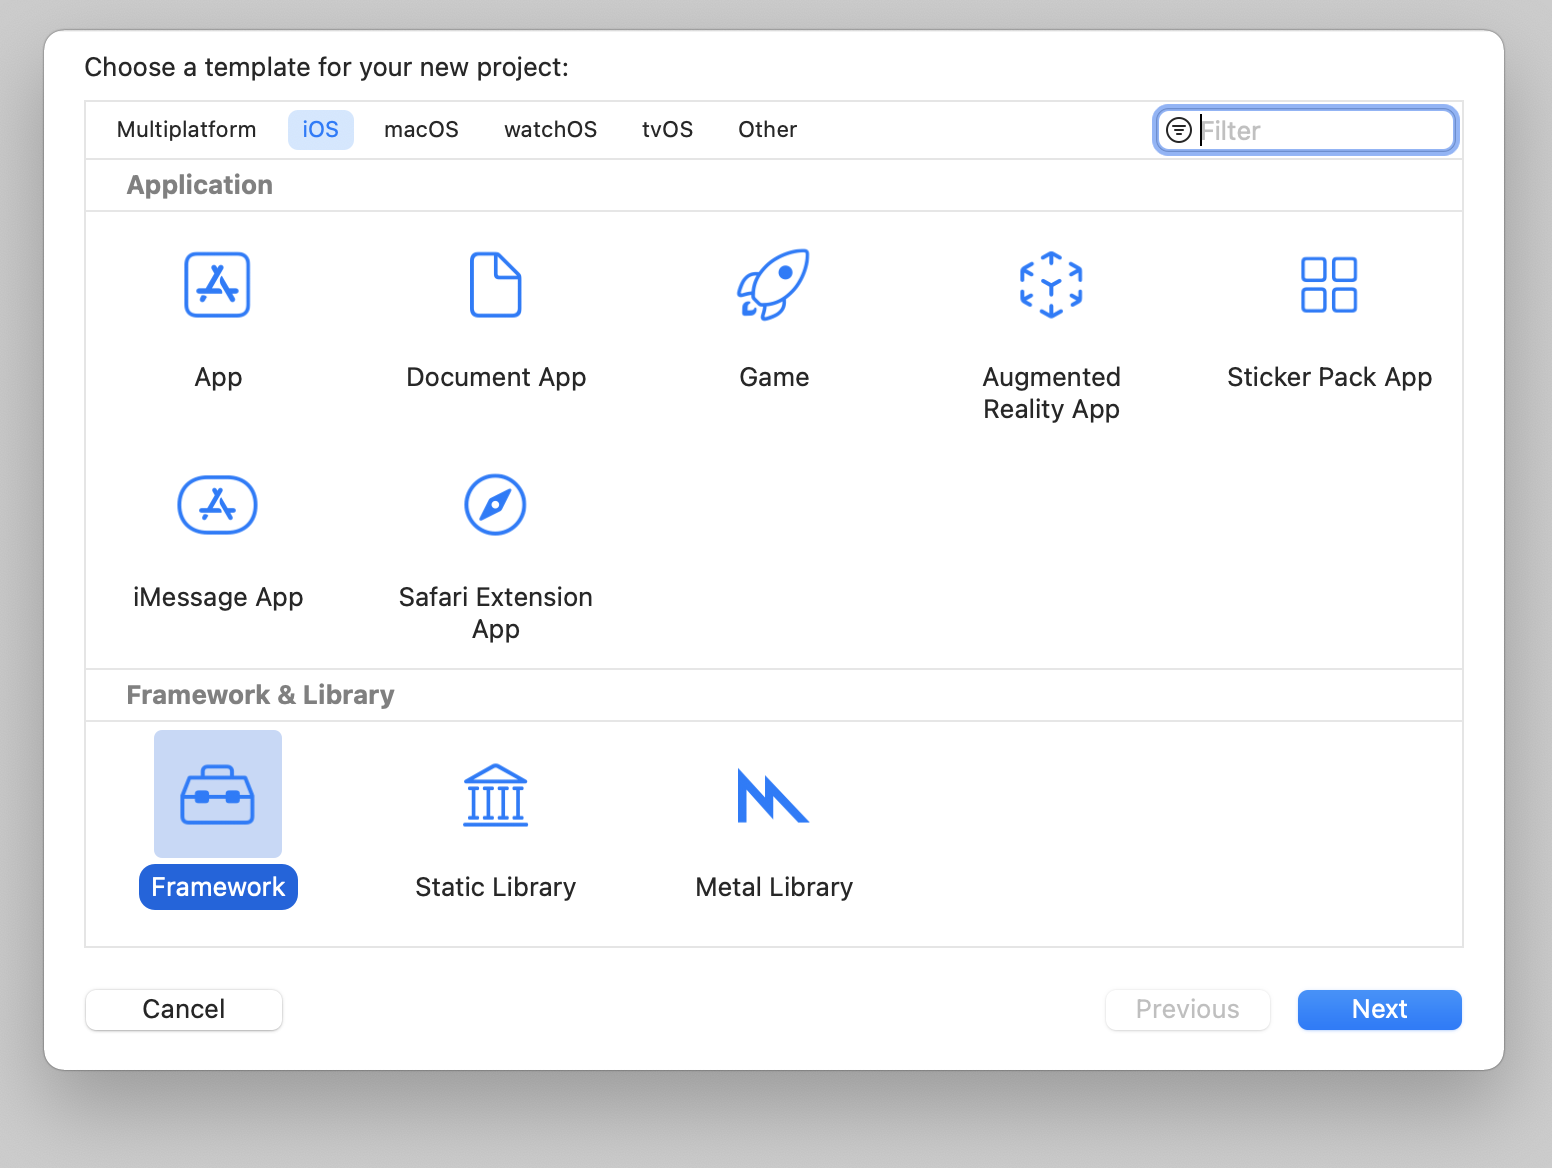 Choose a template for your new project:
Multiplatform iOS macOS watchOS tvOS Other Filter
Application
App Document App Game Augmented Reality App Sticker Pack App
iMessage App Safari Extension App
Framework & Library
Framework Static Library Metal Library
Cancel Previous Next